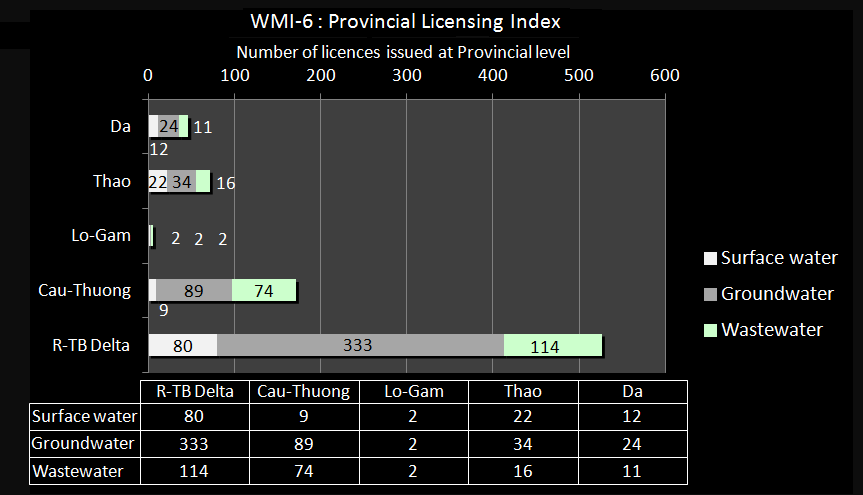 WMI-6 : Provincial Licensing Index
Number of licences issued at Provincial level
0 100 200 300 400 500 600
Da 24 11
12
Thao 22 34 16
Lo-Gam 2 2 2
Cau-Thuong 89 74
9
R-TB Delta 80 333 114
Surface water
Groundwater
Wastewater
R-TB Delta Cau-Thuong Lo-Gam Thao Da
Surface water 80 9 2 22 12
Groundwater 333 89 2 34 24
Wastewater 114 74 2 16 11